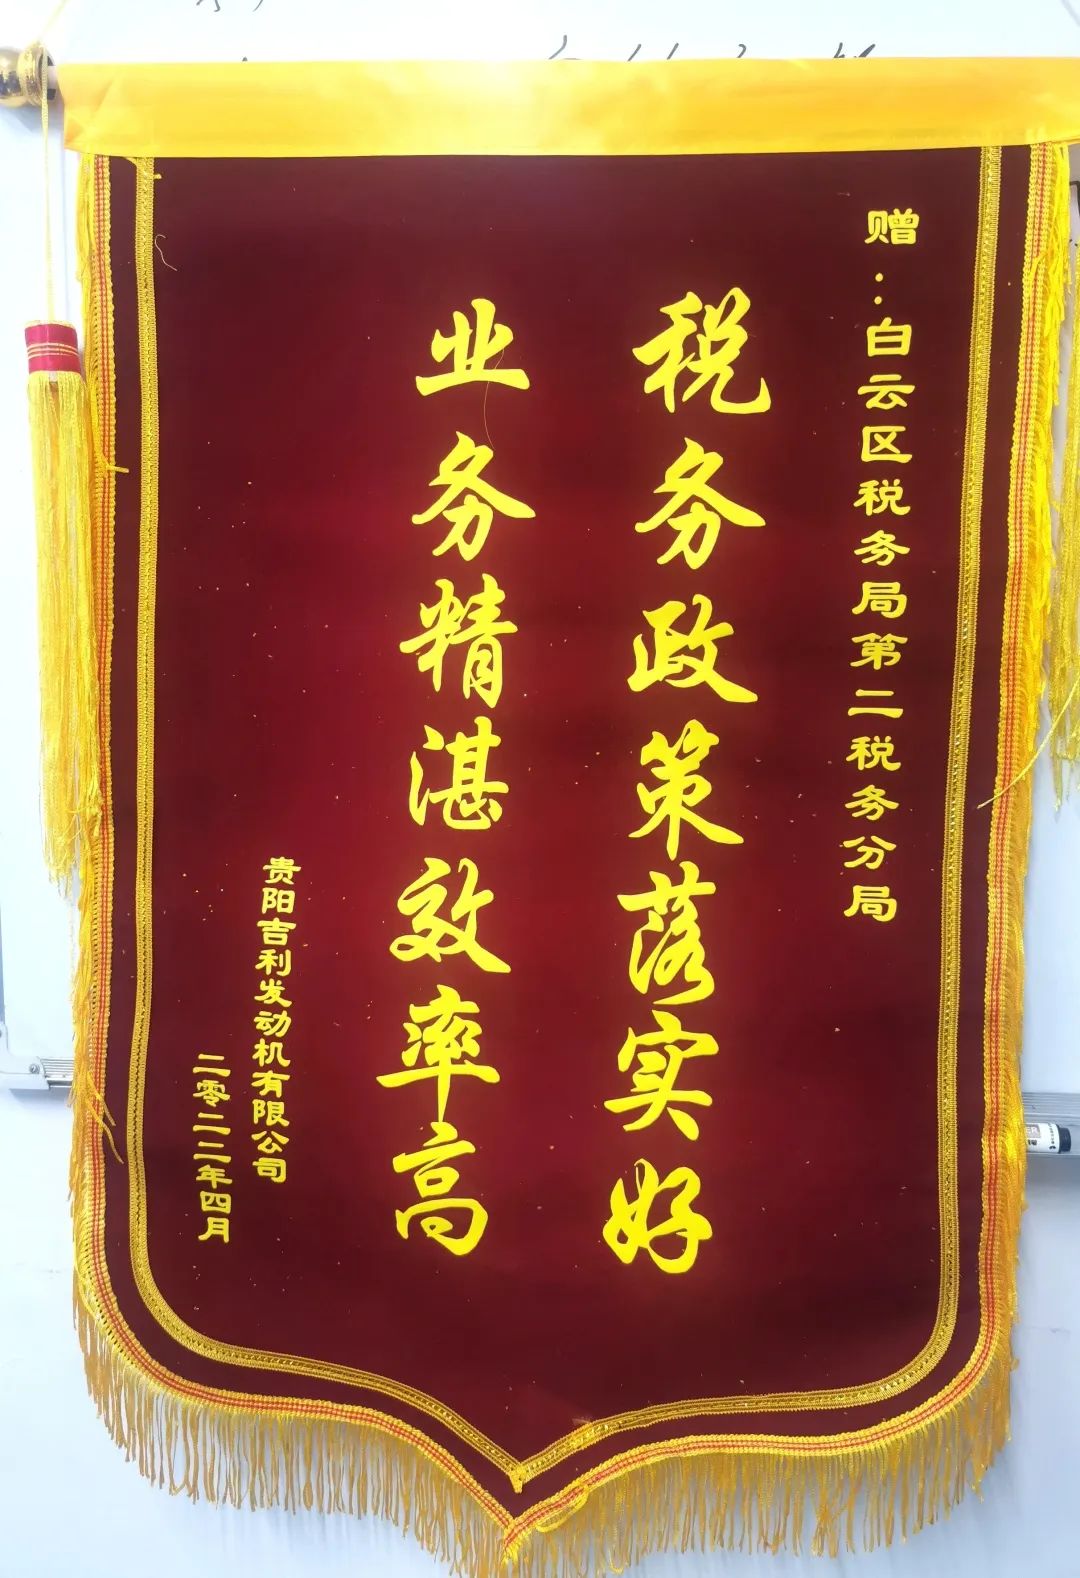 赠：白云区税务局第二税务分局
税务政策落实好
业务精湛效率高
贵阳吉利发动机有限公司
二零二二年四月